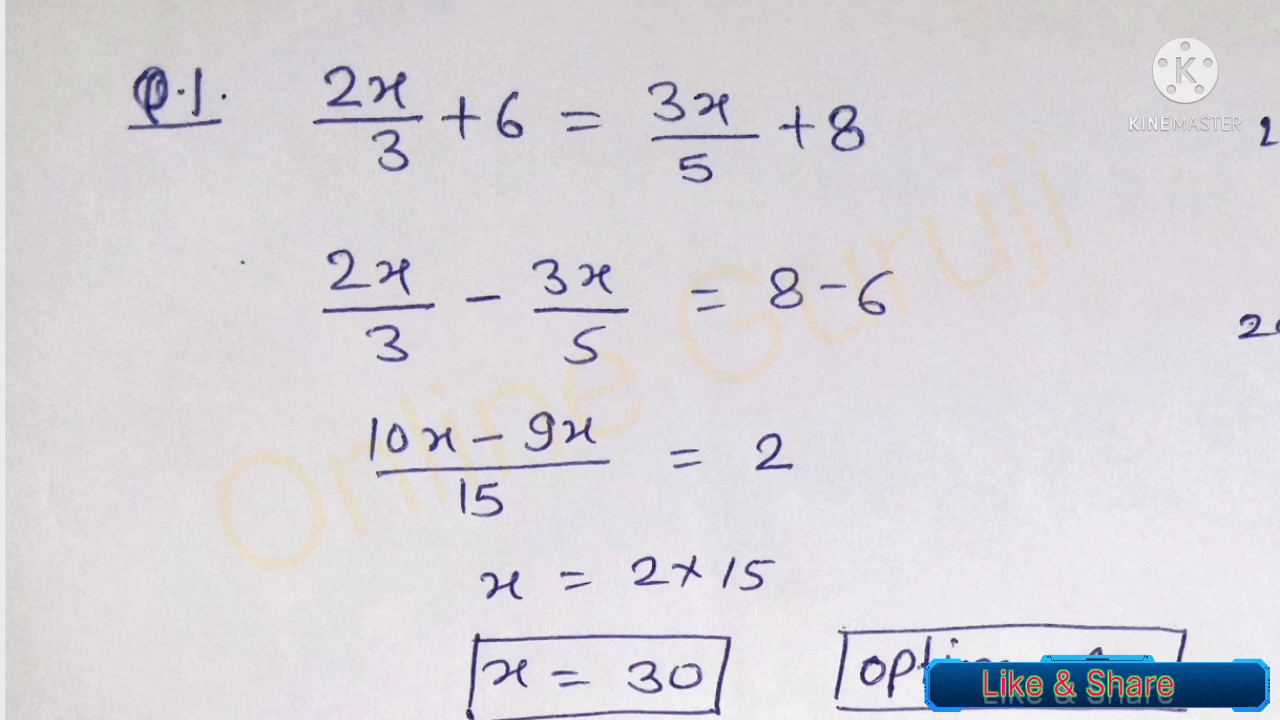 Q.1. 2x/3 + 6 = 3x/5 + 8
2x/3 - 3x/5 = 8 - 6
(10x - 9x)/15 = 2
x = 2 × 15
x = 30
KINEMASTER
Online Guruji
Like & Share